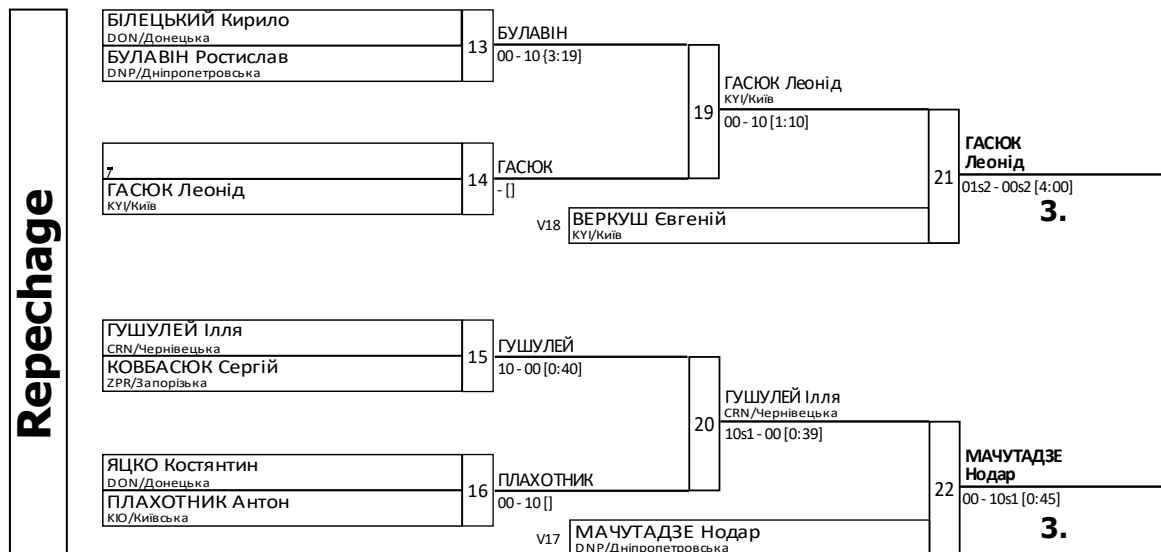 Repechage
БІЛЕЦЬКИЙ Кирило
DON/Донецька
БУЛАВІН Ростислав
DNP/Дніпропетровська
13
БУЛАВІН
00 - 10 {3:19]
7
ГАСЮК Леонід
KYI/Київ
14
ГАСЮК
- []
19
ГАСЮК Леонід
KYI/Київ
00 - 10 [1:10]
V18
ВЕРКУШ Євгеній
KYI/Київ
21
ГАСЮК
Леонід
01s2 - 00s2 [4:00]
3.
ГУШУЛЕЙ Ілля
CRN/Чернівецька
КОВБАСЮК Сергій
ZPR/Запорізька
15
ГУШУЛЕЙ
10 - 00 [0:40]
ЯЦКО Костянтин
DON/Донецька
ПЛАХОТНИК Антон
КІО/Київська
16
ПЛАХОТНИК
00 - 10 []
20
ГУШУЛЕЙ Ілля
CRN/Чернівецька
10s1 - 00 [0:39]
V17
МАЧУТАДЗЕ Нодар
DNP/Дніпропетровська
22
МАЧУТАДЗЕ
Нодар
00 - 10s1 [0:45]
3.